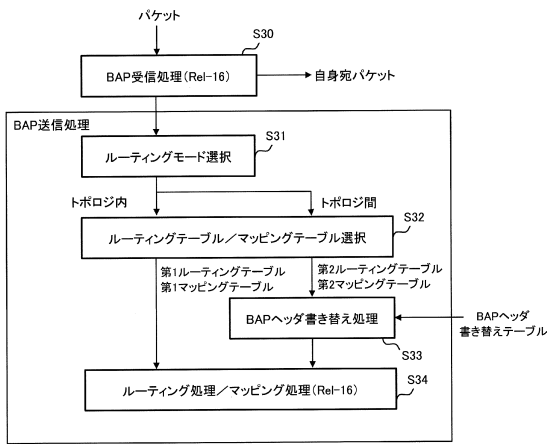 パケット
S30
BAP受信処理(Rel-16)
自身宛パケット
BAP送信処理
S31
ルーティングモード選択
トポロジ内
トポロジ間
S32
ルーティングテーブル/マッピングテーブル選択
第1ルーティングテーブル
第1マッピングテーブル
第2ルーティングテーブル
第2マッピングテーブル
BAPヘッダ書き替え処理
BAPヘッダ
書き替えテーブル
S33
ルーティング処理/マッピング処理(Rel-16)
S34